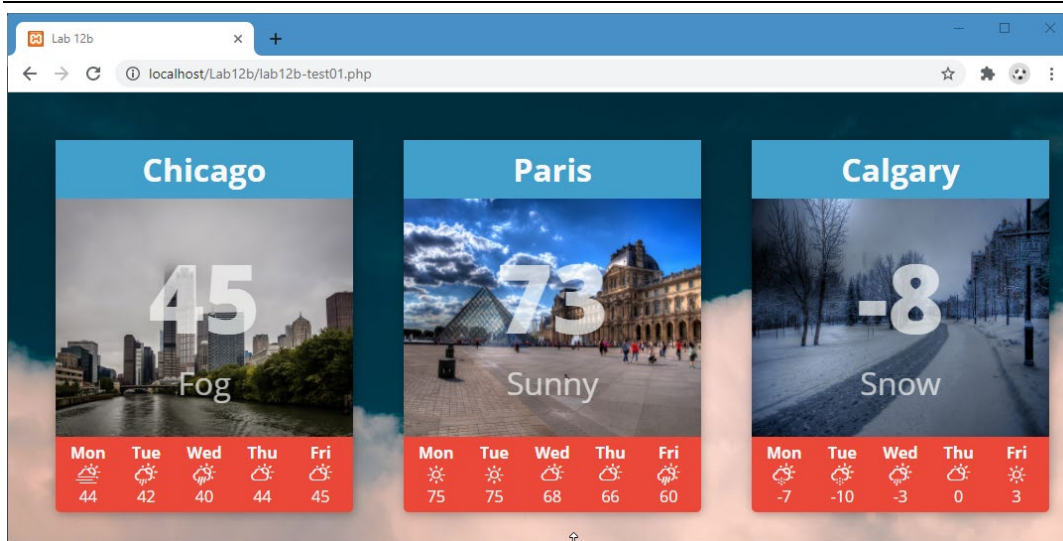 Lab 12b
localhost/Lab12b/lab12b-test01.php
Chicago
45
Fog
Mon Tue Wed Thu Fri
44 42 40 44 45
Paris
73
Sunny
Mon Tue Wed Thu Fri
75 75 68 66 60
Calgary
-8
Snow
Mon Tue Wed Thu Fri
-7 -10 -3 0 3